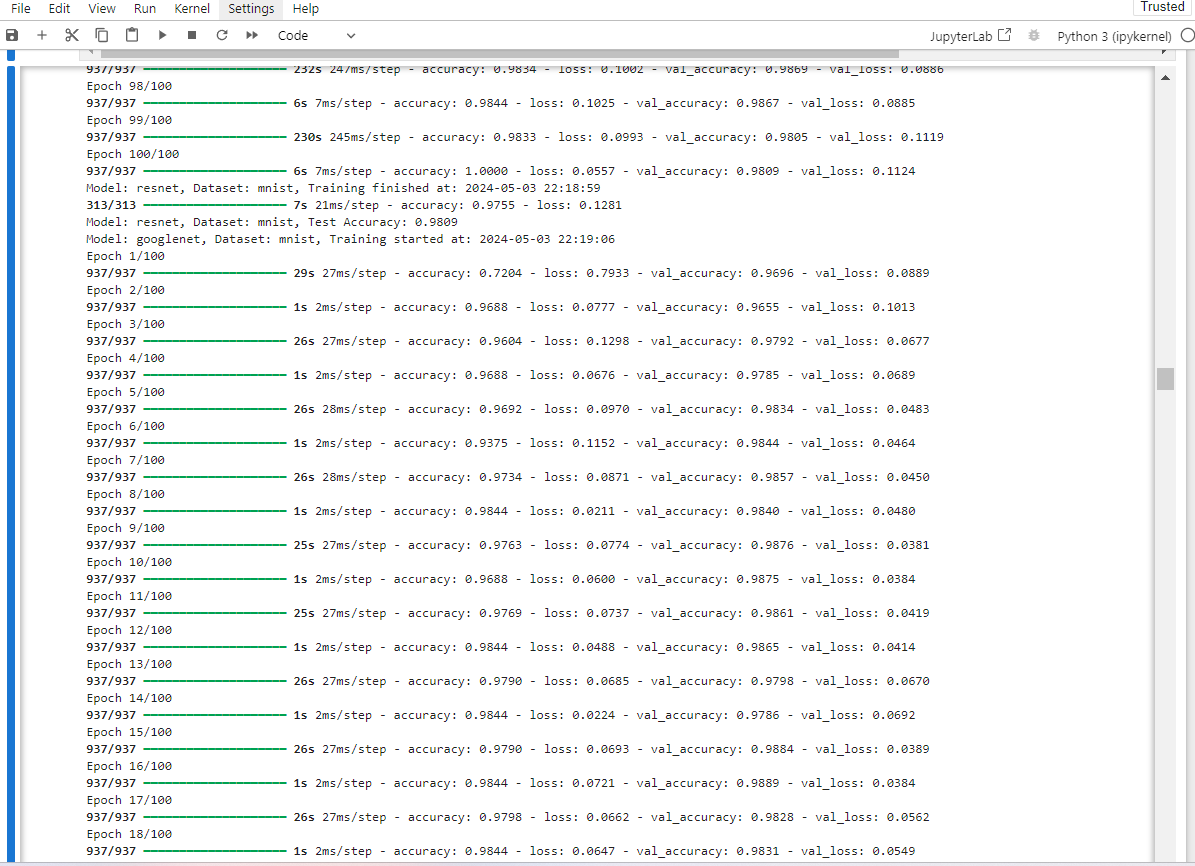 File Edit View Run Kernel Settings Help Trusted
Code JupyterLab Python 3 (ipykernel)
937/937 232s 247ms/step - accuracy: 0.9834 - loss: 0.1002 - val_accuracy: 0.9869 - val_loss: 0.0886
Epoch 98/100
937/937 6s 7ms/step - accuracy: 0.9844 - loss: 0.1025 - val_accuracy: 0.9867 - val_loss: 0.0885
Epoch 99/100
937/937 230s 245ms/step - accuracy: 0.9833 - loss: 0.0993 - val_accuracy: 0.9805 - val_loss: 0.1119
Epoch 100/100
937/937 6s 7ms/step - accuracy: 1.0000 - loss: 0.0557 - val_accuracy: 0.9809 - val_loss: 0.1124
Model: resnet, Dataset: mnist, Training finished at: 2024-05-03 22:18:59
313/313 7s 21ms/step - accuracy: 0.9755 - loss: 0.1281
Model: resnet, Dataset: mnist, Test Accuracy: 0.9809
Model: googlenet, Dataset: mnist, Training started at: 2024-05-03 22:19:06
Epoch 1/100
937/937 29s 27ms/step - accuracy: 0.7204 - loss: 0.7933 - val_accuracy: 0.9696 - val_loss: 0.0889
Epoch 2/100
937/937 1s 2ms/step - accuracy: 0.9688 - loss: 0.0777 - val_accuracy: 0.9655 - val_loss: 0.1013
Epoch 3/100
937/937 26s 27ms/step - accuracy: 0.9604 - loss: 0.1298 - val_accuracy: 0.9792 - val_loss: 0.0677
Epoch 4/100
937/937 1s 2ms/step - accuracy: 0.9688 - loss: 0.0676 - val_accuracy: 0.9785 - val_loss: 0.0689
Epoch 5/100
937/937 26s 28ms/step - accuracy: 0.9692 - loss: 0.0970 - val_accuracy: 0.9834 - val_loss: 0.0483
Epoch 6/100
937/937 1s 2ms/step - accuracy: 0.9375 - loss: 0.1152 - val_accuracy: 0.9844 - val_loss: 0.0464
Epoch 7/100
937/937 26s 28ms/step - accuracy: 0.9734 - loss: 0.0871 - val_accuracy: 0.9857 - val_loss: 0.0450
Epoch 8/100
937/937 1s 2ms/step - accuracy: 0.9844 - loss: 0.0211 - val_accuracy: 0.9840 - val_loss: 0.0480
Epoch 9/100
937/937 25s 27ms/step - accuracy: 0.9763 - loss: 0.0774 - val_accuracy: 0.9876 - val_loss: 0.0381
Epoch 10/100
937/937 1s 2ms/step - accuracy: 0.9688 - loss: 0.0600 - val_accuracy: 0.9875 - val_loss: 0.0384
Epoch 11/100
937/937 25s 27ms/step - accuracy: 0.9769 - loss: 0.0737 - val_accuracy: 0.9861 - val_loss: 0.0419
Epoch 12/100
937/937 1s 2ms/step - accuracy: 0.9844 - loss: 0.0488 - val_accuracy: 0.9865 - val_loss: 0.0414
Epoch 13/100
937/937 26s 27ms/step - accuracy: 0.9790 - loss: 0.0685 - val_accuracy: 0.9798 - val_loss: 0.0670
Epoch 14/100
937/937 1s 2ms/step - accuracy: 0.9844 - loss: 0.0224 - val_accuracy: 0.9786 - val_loss: 0.0692
Epoch 15/100
937/937 26s 27ms/step - accuracy: 0.9790 - loss: 0.0693 - val_accuracy: 0.9884 - val_loss: 0.0389
Epoch 16/100
937/937 1s 2ms/step - accuracy: 0.9844 - loss: 0.0721 - val_accuracy: 0.9889 - val_loss: 0.0384
Epoch 17/100
937/937 26s 27ms/step - accuracy: 0.9798 - loss: 0.0662 - val_accuracy: 0.9828 - val_loss: 0.0562
Epoch 18/100
937/937 1s 2ms/step - accuracy: 0.9844 - loss: 0.0647 - val_accuracy: 0.9831 - val_loss: 0.0549